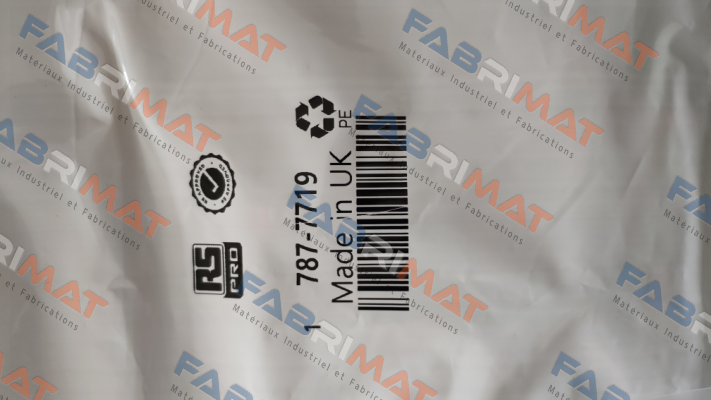 RS
PRO
1
787-7719
Made in UK
PE
FABRIMAT
Materiaux Industriel et Fabrications